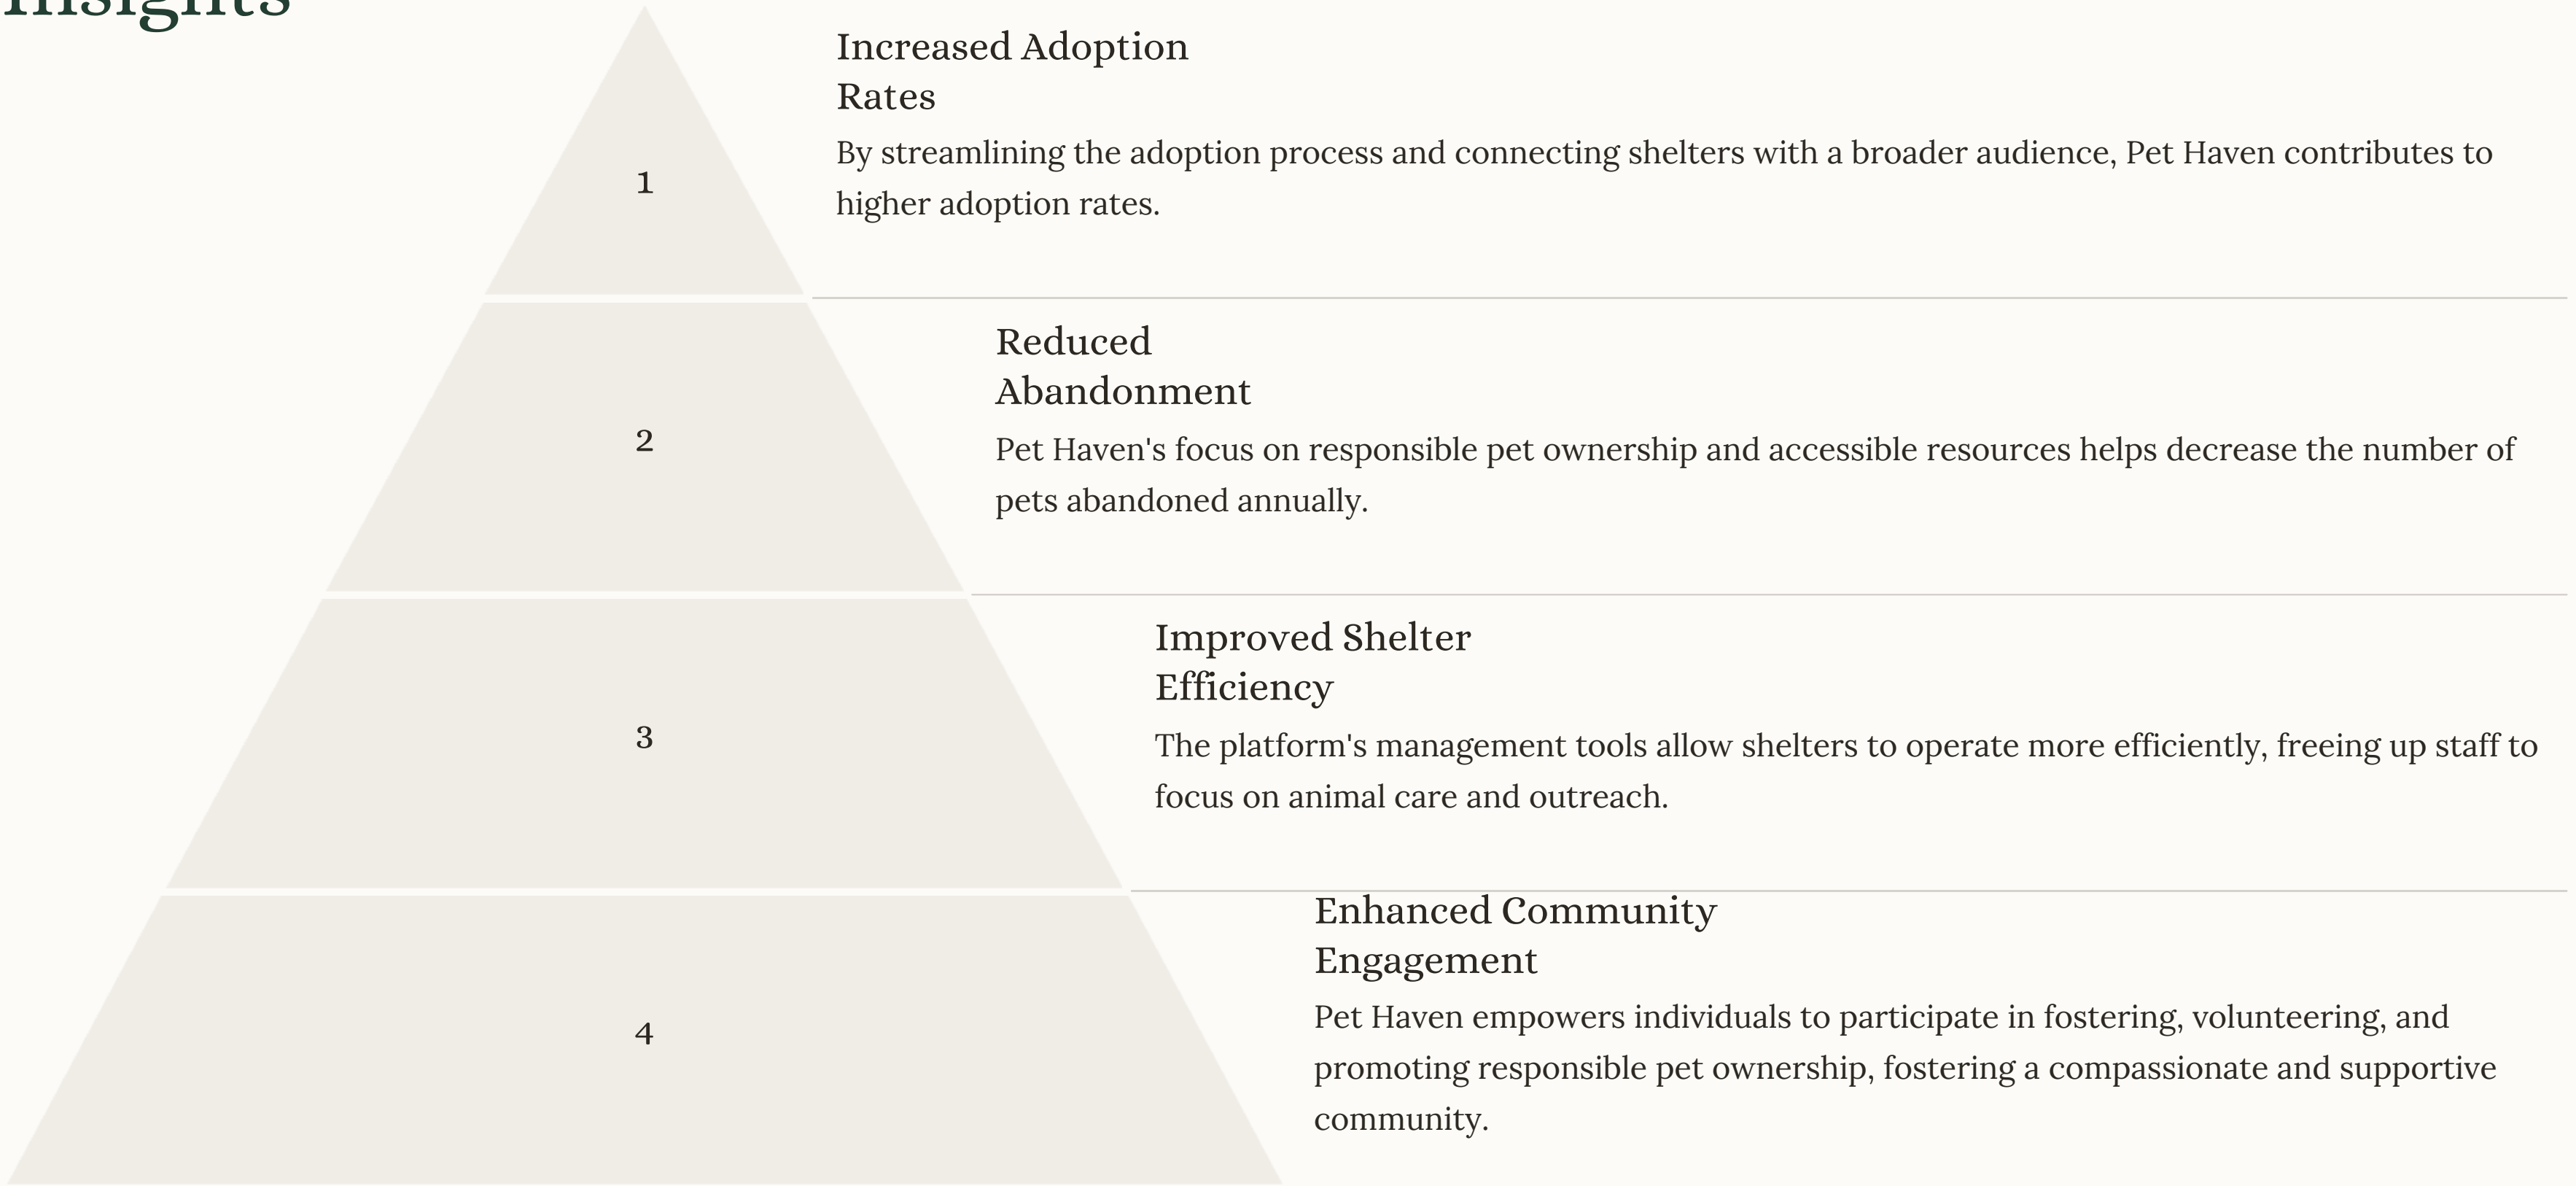 Insights
Increased Adoption
Rates
By streamlining the adoption process and connecting shelters with a broader audience, Pet Haven contributes to
higher adoption rates.
1
Reduced
Abandonment
Pet Haven's focus on responsible pet ownership and accessible resources helps decrease the number of
pets abandoned annually.
2
Improved Shelter
Efficiency
The platform's management tools allow shelters to operate more efficiently, freeing up staff to
focus on animal care and outreach.
3
Enhanced Community
Engagement
Pet Haven empowers individuals to participate in fostering, volunteering, and
promoting responsible pet ownership, fostering a compassionate and supportive
community.
4